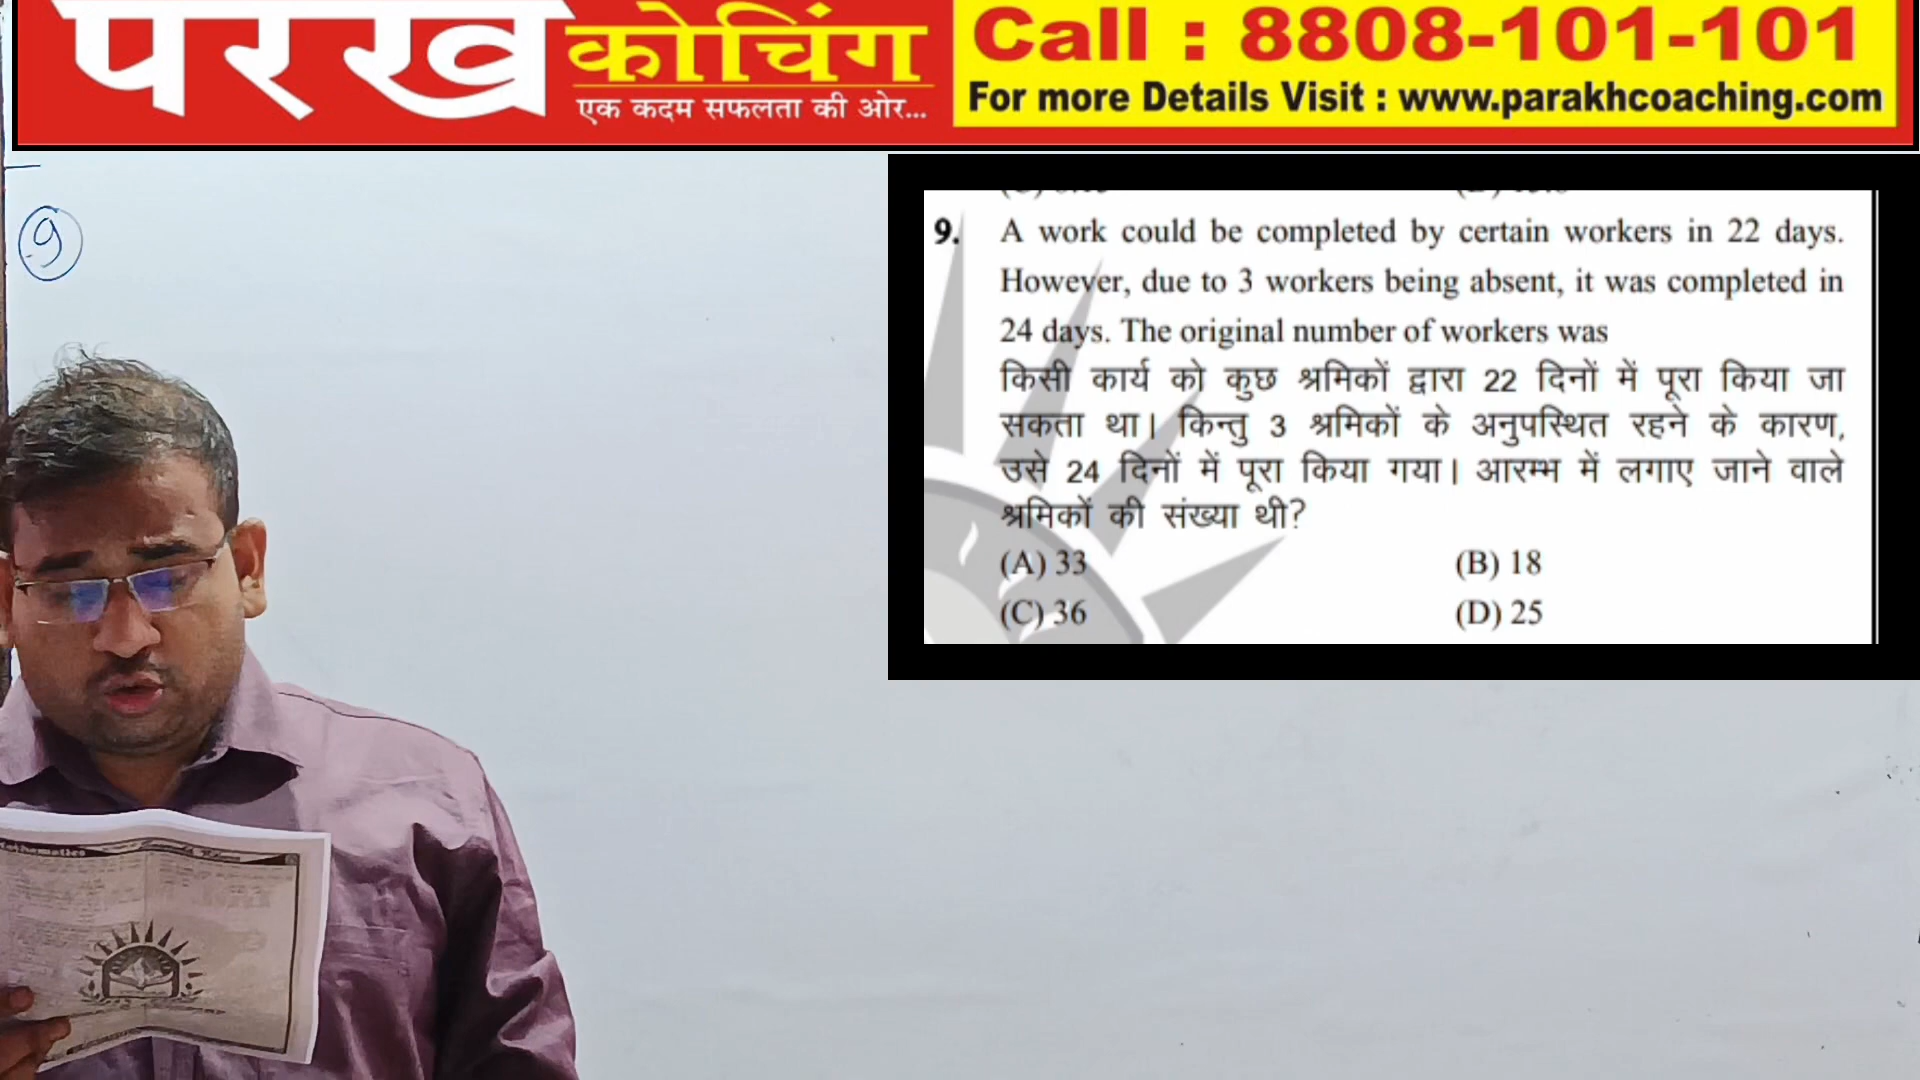 परख कोचिंग
एक कदम सफलता की ओर...
Call : 8808-101-101
For more Details Visit : www.parakhcoaching.com
9
9. A work could be completed by certain workers in 22 days.
However, due to 3 workers being absent, it was completed in
24 days. The original number of workers was
किसी कार्य को कुछ श्रमिकों द्वारा 22 दिनों में पूरा किया जा
सकता था। किन्तु 3 श्रमिकों के अनुपस्थित रहने के कारण,
उसे 24 दिनों में पूरा किया गया। आरम्भ में लगाए जाने वाले
श्रमिकों की संख्या थी?
(A) 33 (B) 18
(C) 36 (D) 25